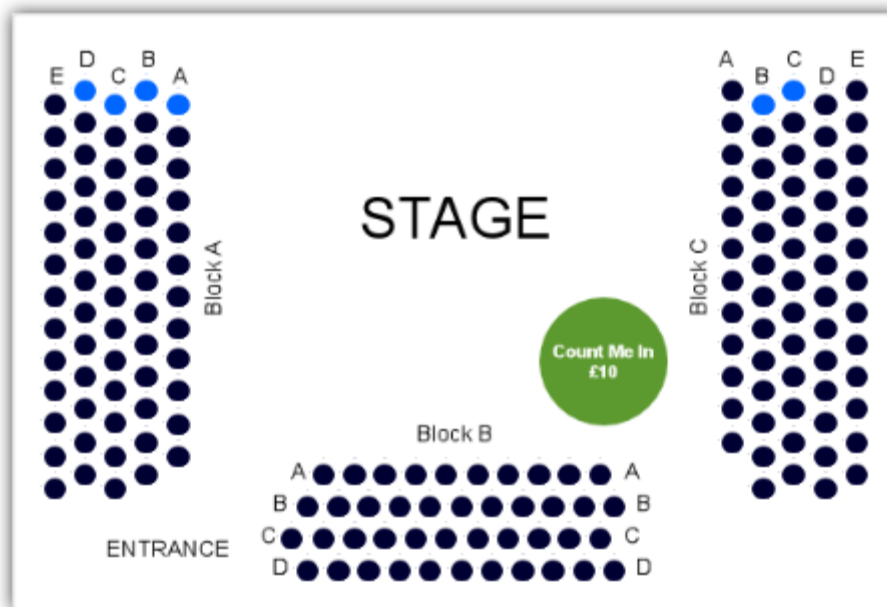 E D C B A
A B C D E
STAGE
Block A
Block C
Count Me In
£10
Block B
A A
B B
C C
D D
ENTRANCE